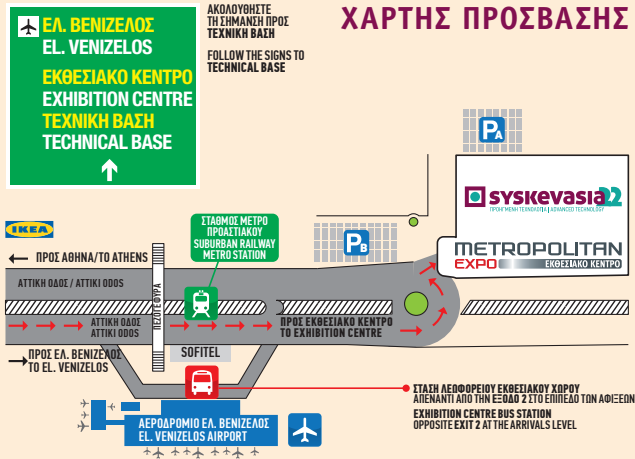 ΕΛ. ΒΕΝΙΖΕΛΟΣ
EL. VENIZELOS
ΕΚΘΕΣΙΑΚΟ ΚΕΝΤΡΟ
EXHIBITION CENTRE
ΤΕΧΝΙΚΗ ΒΑΣΗ
TECHNICAL BASE
ΑΚΟΛΟΥΘΗΣΤΕ
ΤΗ ΣΗΜΑΝΣΗ ΠΡΟΣ
ΤΕΧΝΙΚΗ ΒΑΣΗ
FOLLOW THE SIGNS TO
TECHNICAL BASE
ΧΑΡΤΗΣ ΠΡΟΣΒΑΣΗΣ
PA
syskevasia22
ΠΡΟΗΓΜΕΝΗ ΤΕΧΝΟΛΟΓΙΑ | ADVANCED TECHNOLOGY
METROPOLITAN
EXPO ΕΚΘΕΣΙΑΚΟ ΚΕΝΤΡΟ
IKEA
ΣΤΑΘΜΟΣ ΜΕΤΡΟ
ΠΡΟΑΣΤΙΑΚΟΥ
SUBURBAN RAILWAY
METRO STATION
PB
ΠΡΟΣ ΑΘΗΝΑ/TO ATHENS
ΑΤΤΙΚΗ ΟΔΟΣ / ATTIKI ODOS
ΠΕΖΟΓΕΦΥΡΑ
ΑΤΤΙΚΗ ΟΔΟΣ
ATTIKI ODOS
ΠΡΟΣ ΕΚΘΕΣΙΑΚΟ ΚΕΝΤΡΟ
TO EXHIBITION CENTRE
ΠΡΟΣ ΕΛ. ΒΕΝΙΖΕΛΟΣ
TO EL. VENIZELOS
SOFITEL
ΣΤΑΣΗ ΛΕΩΦΟΡΕΙΟΥ ΕΚΘΕΣΙΑΚΟΥ ΧΩΡΟΥ
ΑΠΕΝΑΝΤΙ ΑΠΟ ΤΗΝ ΕΞΟΔΟ 2 ΣΤΟ ΕΠΙΠΕΔΟ ΤΩΝ ΑΦΙΞΕΩΝ
EXHIBITION CENTRE BUS STATION
OPPOSITE EXIT 2 AT THE ARRIVALS LEVEL
ΑΕΡΟΔΡΟΜΙΟ ΕΛ. ΒΕΝΙΖΕΛΟΣ
EL. VENIZELOS AIRPORT